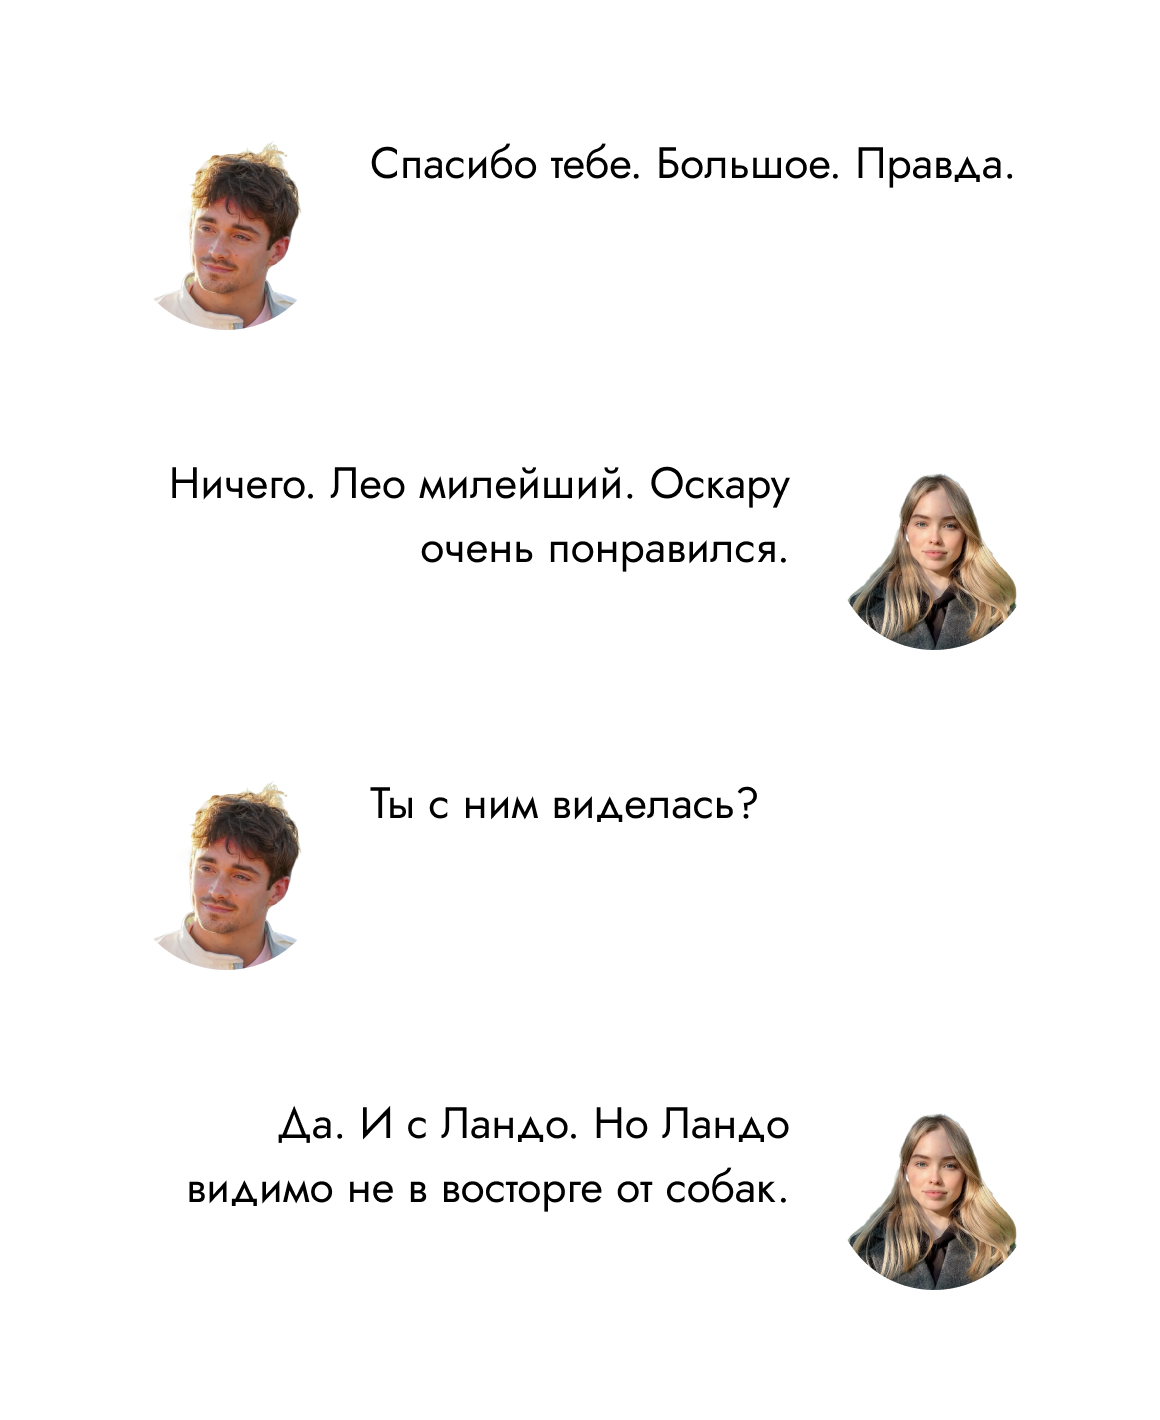 Спасибо тебе. Большое. Правда.
Ничего. Лео милейший. Оскару
очень понравился.
Ты с ним виделась?
Да. И с Ландо. Но Ландо
видимо не в восторге от собак.